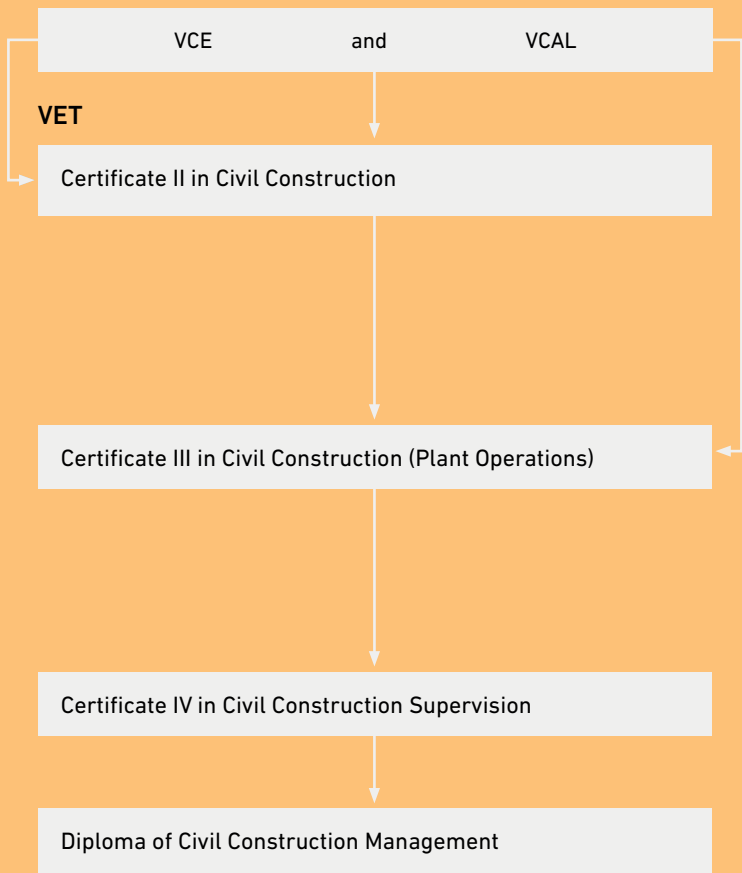 VCE and VCAL
VET
Certificate II in Civil Construction
Certificate III in Civil Construction (Plant Operations)
Certificate IV in Civil Construction Supervision
Diploma of Civil Construction Management